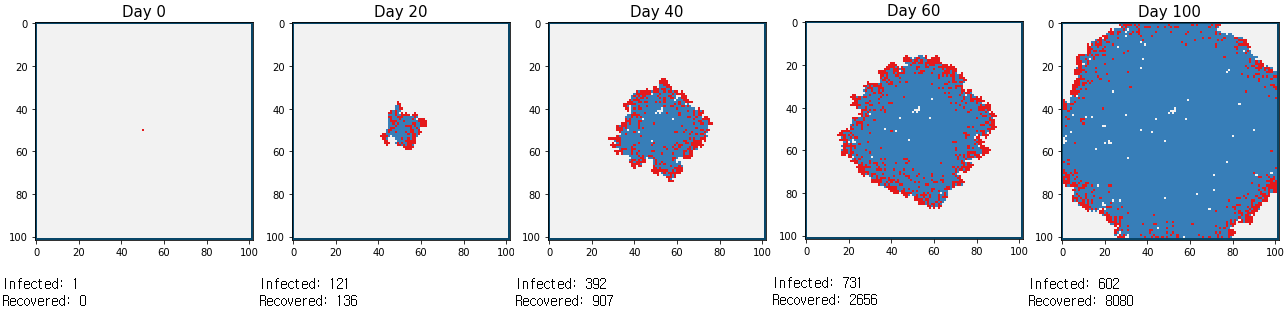 Day 0 Day 20 Day 40 Day 60 Day 100
0 0 0 0 0
20 20 20 20 20
40 40 40 40 40
60 60 60 60 60
80 80 80 80 80
100 100 100 100 100
0 20 40 60 80 100 0 20 40 60 80 100 0 20 40 60 80 100 0 20 40 60 80 100 0 20 40 60 80 100
Infected: 1 Infected: 121 Infected: 392 Infected: 731 Infected: 602
Recovered: 0 Recovered: 136 Recovered: 907 Recovered: 2656 Recovered: 8080